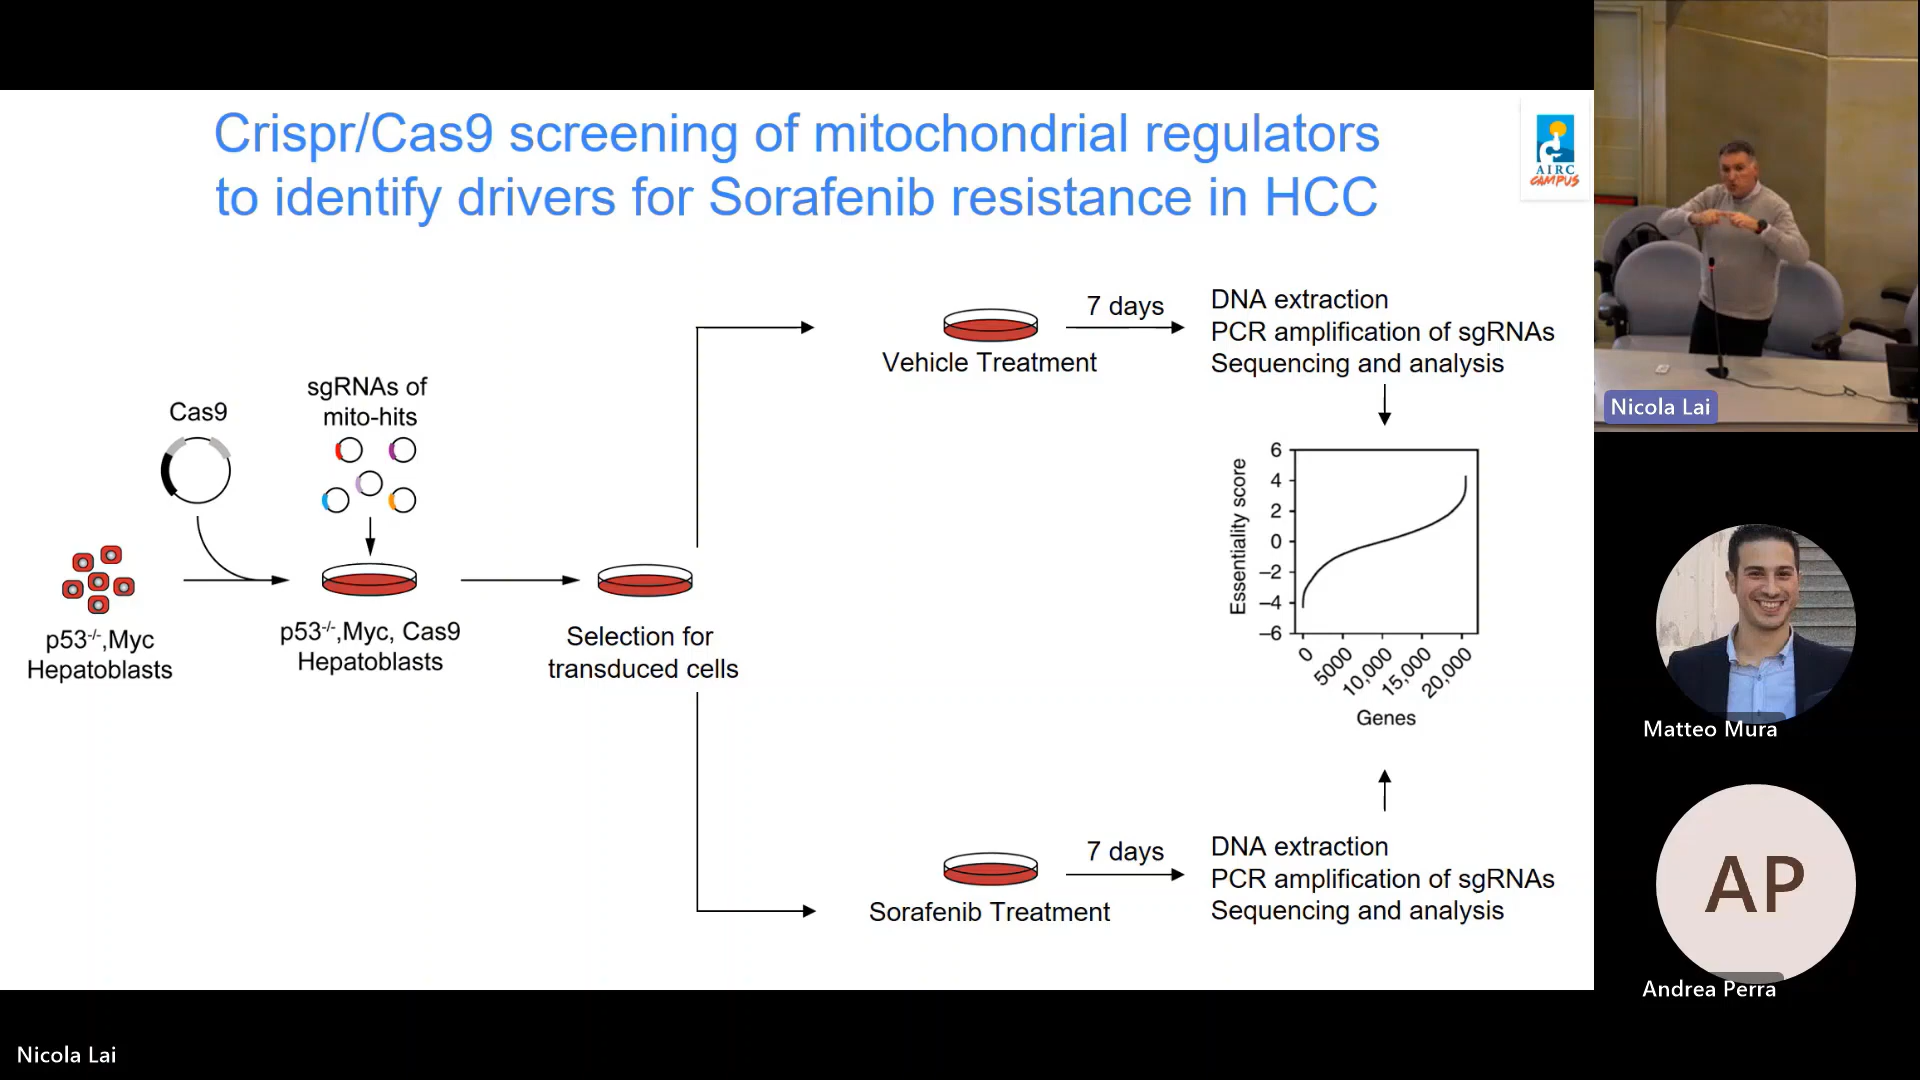 Crispr/Cas9 screening of mitochondrial regulators
to identify drivers for Sorafenib resistance in HCC
AIRC
CAMPUS
Cas9
sgRNAs of
mito-hits
p53-/-,Myc
Hepatoblasts
p53-/-,Myc, Cas9
Hepatoblasts
Selection for
transduced cells
Vehicle Treatment
7 days
DNA extraction
PCR amplification of sgRNAs
Sequencing and analysis
Essentiality score
6
4
2
0
–2
–4
–6
0
5000
10,000
15,000
20,000
Genes
Sorafenib Treatment
7 days
DNA extraction
PCR amplification of sgRNAs
Sequencing and analysis
Nicola Lai
Matteo Mura
AP
Andrea Perra
Nicola Lai